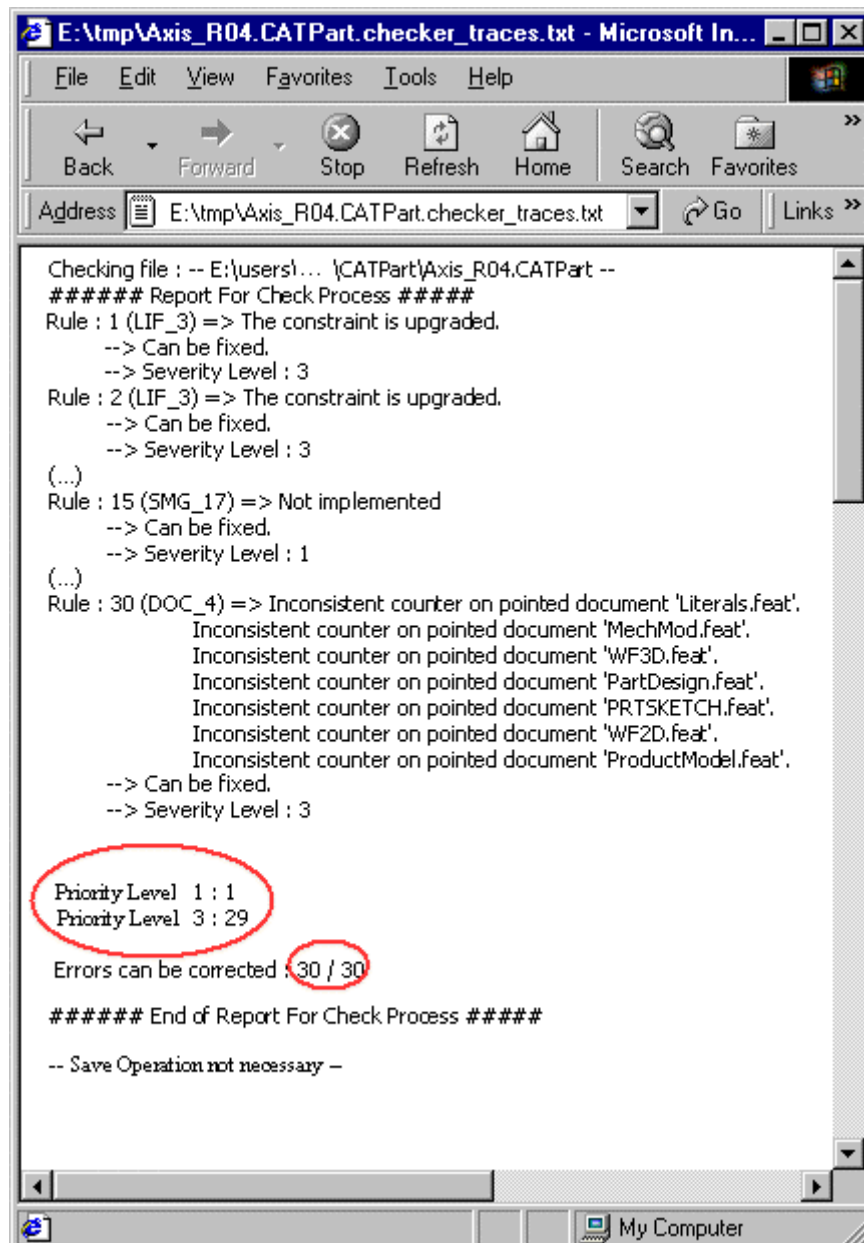 E:\tmp\Axis_R04.CATPart.checker_traces.txt - Microsoft In...
File Edit View Favorites Tools Help
»
Back Forward Stop Refresh Home Search Favorites
Address E:\tmp\Axis_R04.CATPart.checker_traces.txt Go Links »
Checking file : -- E:\users\... \CATPart\Axis_R04.CATPart --
###### Report For Check Process #####
Rule : 1 (LIF_3) => The constraint is upgraded.
--> Can be fixed.
--> Severity Level : 3
Rule : 2 (LIF_3) => The constraint is upgraded.
--> Can be fixed.
--> Severity Level : 3
(...)
Rule : 15 (SMG_17) => Not implemented
--> Can be fixed.
--> Severity Level : 1
(...)
Rule : 30 (DOC_4) => Inconsistent counter on pointed document 'Literals.feat'.
Inconsistent counter on pointed document 'MechMod.feat'.
Inconsistent counter on pointed document 'WF3D.feat'.
Inconsistent counter on pointed document 'PartDesign.feat'.
Inconsistent counter on pointed document 'PRTSKETCH.feat'.
Inconsistent counter on pointed document 'WF2D.feat'.
Inconsistent counter on pointed document 'ProductModel.feat'.
--> Can be fixed.
--> Severity Level : 3
Priority Level 1 : 1
Priority Level 3 : 29
Errors can be corrected : 30 / 30
###### End of Report For Check Process #####
-- Save Operation not necessary --
My Computer